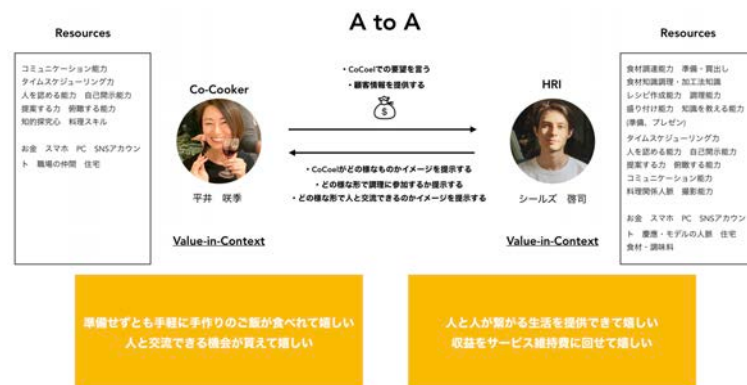 A to A
Resources
コミュニケーション能力
タイムスケジューリング力
人を認める能力 自己開示能力
提案する力 俯瞰する能力
知的探究心 料理スキル
お金 スマホ PC SNSアカウン
ト 職場の仲間 住宅
Co-Cooker
平井 咲季
・CoCoelでの要望を言う
・顧客情報を提供する
$
・CoCoelがどの様なものかイメージを提示する
・どの様な形で調理に参加するか提示する
・どの様な形で人と交流できるのかイメージを提示する
HRI
シールズ 啓司
Resources
食材調達能力 準備・買出し
食材知識調理・加工法知識
レシピ作成能力 調理能力
盛り付け能力 知識を教える能力
(準備、プレゼン)
タイムスケジューリング力
人を認める能力 自己開示能力
提案する力 俯瞰する能力
コミュニケーション能力
料理関係人脈 撮影能力
お金 スマホ PC SNSアカウン
ト 慶應・モデルの人脈 住宅
食材・調味料
Value-in-Context
準備せずとも手軽に手作りのご飯が食べれて嬉しい
人と交流できる機会が貰えて嬉しい
Value-in-Context
人と人が繋がる生活を提供できて嬉しい
収益をサービス維持費に回せて嬉しい